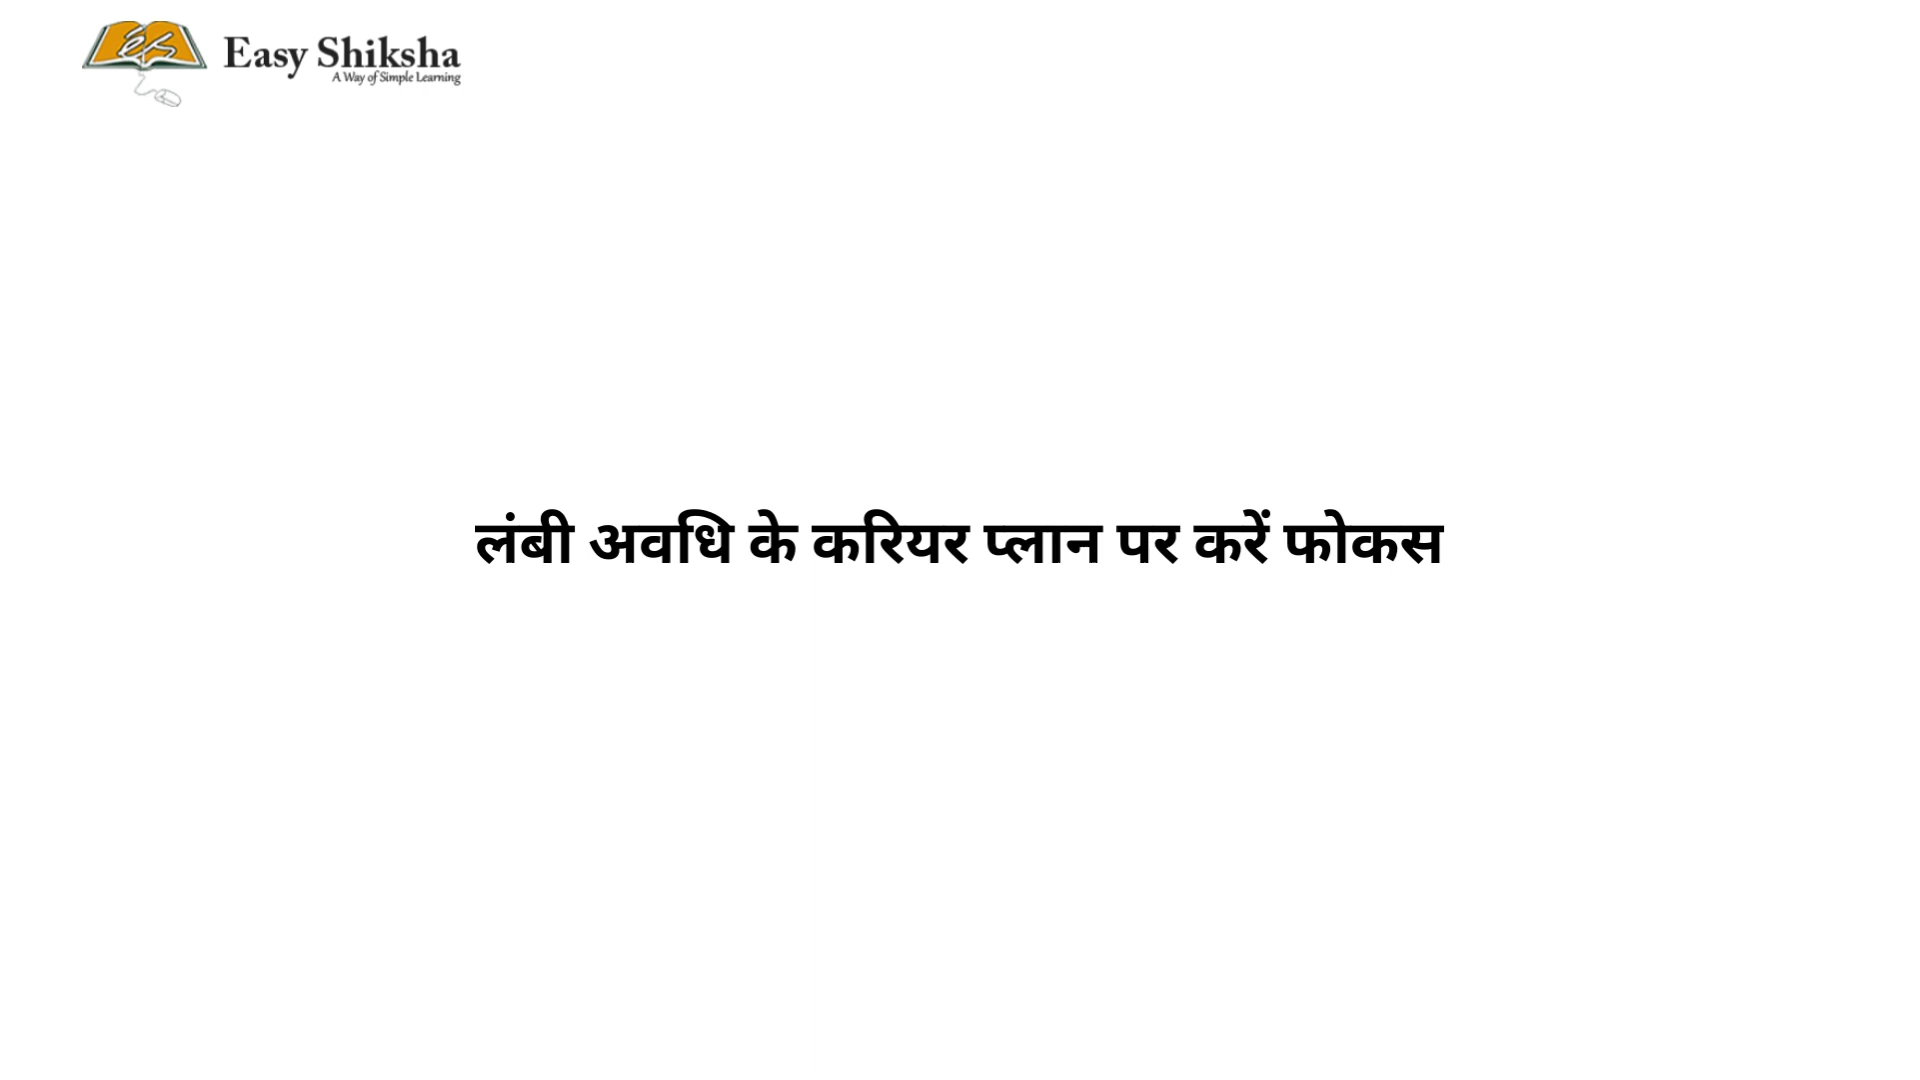 Easy Shiksha
A Way of Simple Learning
लंबी अवधि के करियर प्लान पर करें फोकस